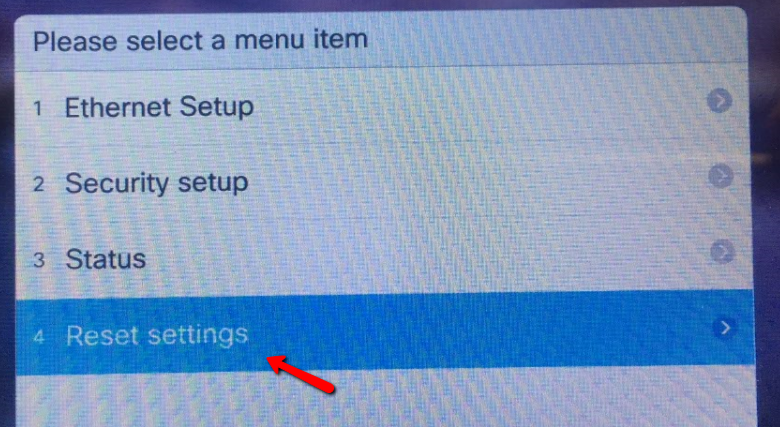 Please select a menu item
1 Ethernet Setup
2 Security setup
3 Status
4 Reset settings